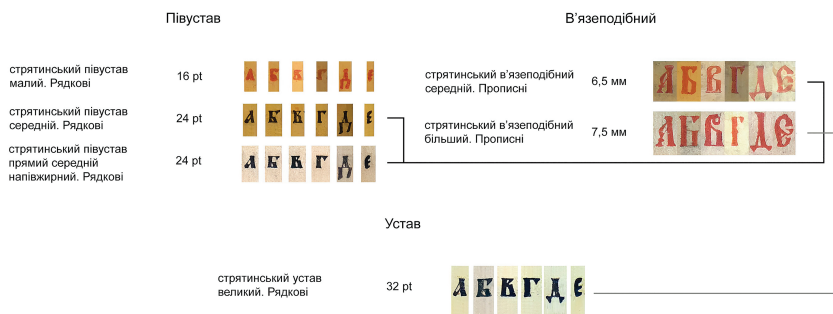 Півустав
В’язеподібний
стрятинський півустав
малий. Рядкові
16 pt
А Б В Г Д Е
стрятинський півустав
середній. Рядкові
24 pt
А Б В Г Д Е
стрятинський півустав
прямий середній
напівжирний. Рядкові
24 pt
А Б В Г Д Е
стрятинський в’язеподібний
середній. Прописні
6,5 мм
А Б В Г Д Е
стрятинський в’язеподібний
більший. Прописні
7,5 мм
А Б В Г Д Е
Устав
стрятинський устав
великий. Рядкові
32 pt
А Б В Г Д Е